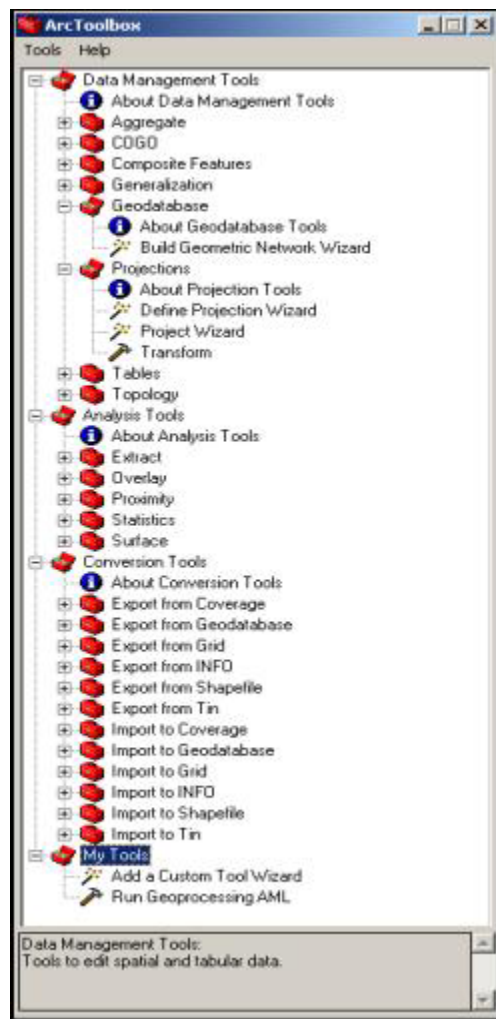 ArcToolbox
Tools Help
Data Management Tools
About Data Management Tools
Aggregate
COGO
Composite Features
Generalization
Geodatabase
About Geodatabase Tools
Build Geometric Network Wizard
Projections
About Projection Tools
Define Projection Wizard
Project Wizard
Transform
Tables
Topology
Analysis Tools
About Analysis Tools
Extract
Overlay
Proximity
Statistics
Surface
Conversion Tools
About Conversion Tools
Export from Coverage
Export from Geodatabase
Export from Grid
Export from INFO
Export from Shapefile
Export from Tin
Import to Coverage
Import to Geodatabase
Import to Grid
Import to INFO
Import to Shapefile
Import to Tin
My Tools
Add a Custom Tool Wizard
Run Geoprocessing AML
Data Management Tools:
Tools to edit spatial and tabular data.